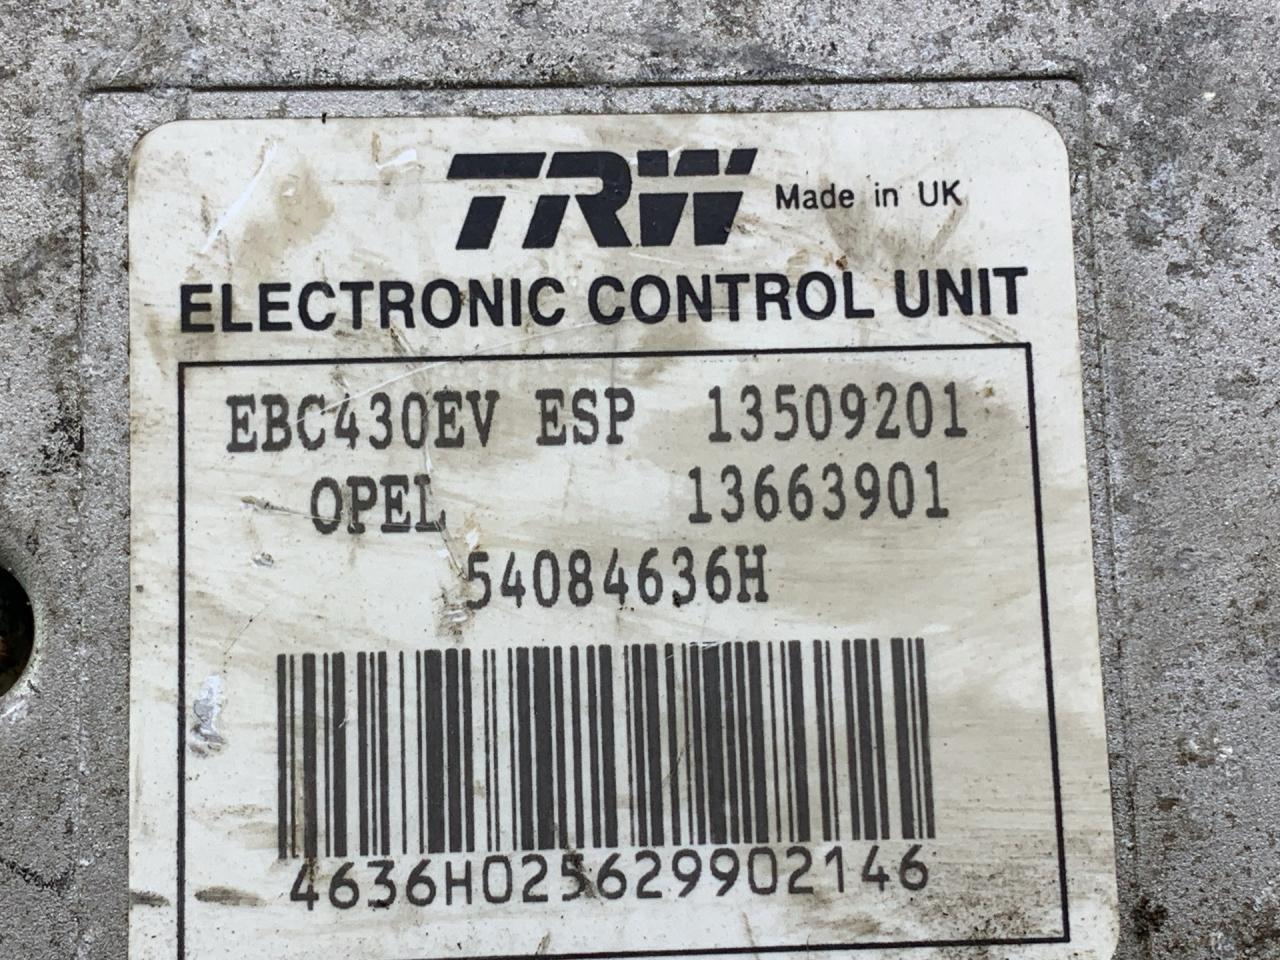 TRW Made in UK
ELECTRONIC CONTROL UNIT
EBC430EV ESP 13509201
OPEL 13663901
54084636H
4636H025629902146